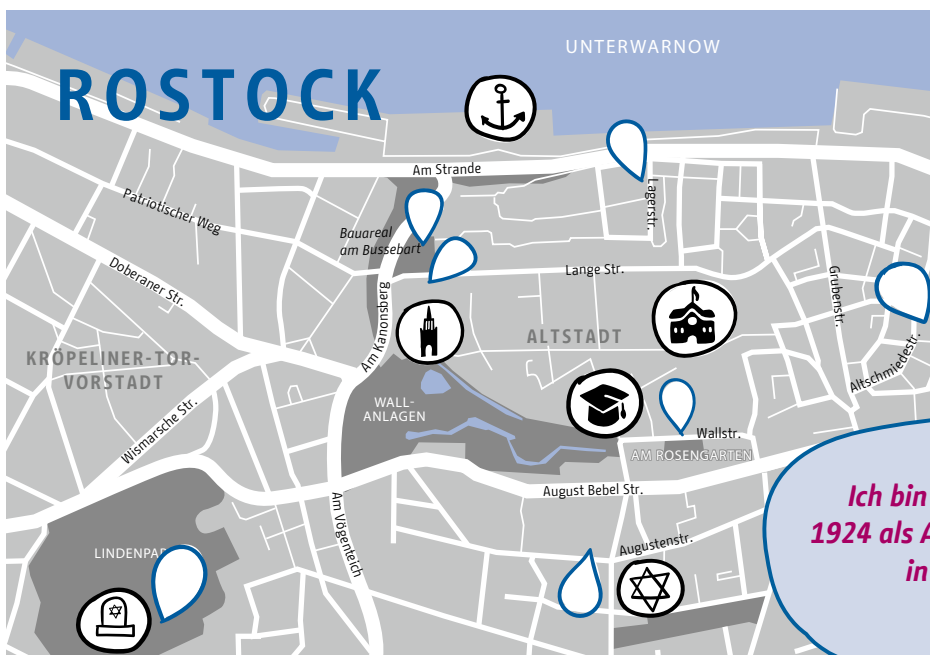 UNTERWARNOW
ROSTOCK
Am Strande
Patriotischer Weg
Lagerstr.
Bauareal
am Bussebart
Doberaner Str.
Lange Str.
Grubenstr.
Am Kanonsberg
ALTSTADT
KRÖPELINER-TOR-
VORSTADT
Altschmiedestr.
WALL-
ANLAGEN
Wismarsche Str.
Wallstr.
AM ROSENGARTEN
August Bebel Str.
Am Vögenteich
Ich bin
1924 als A
in
Augustenstr.
LINDENPA